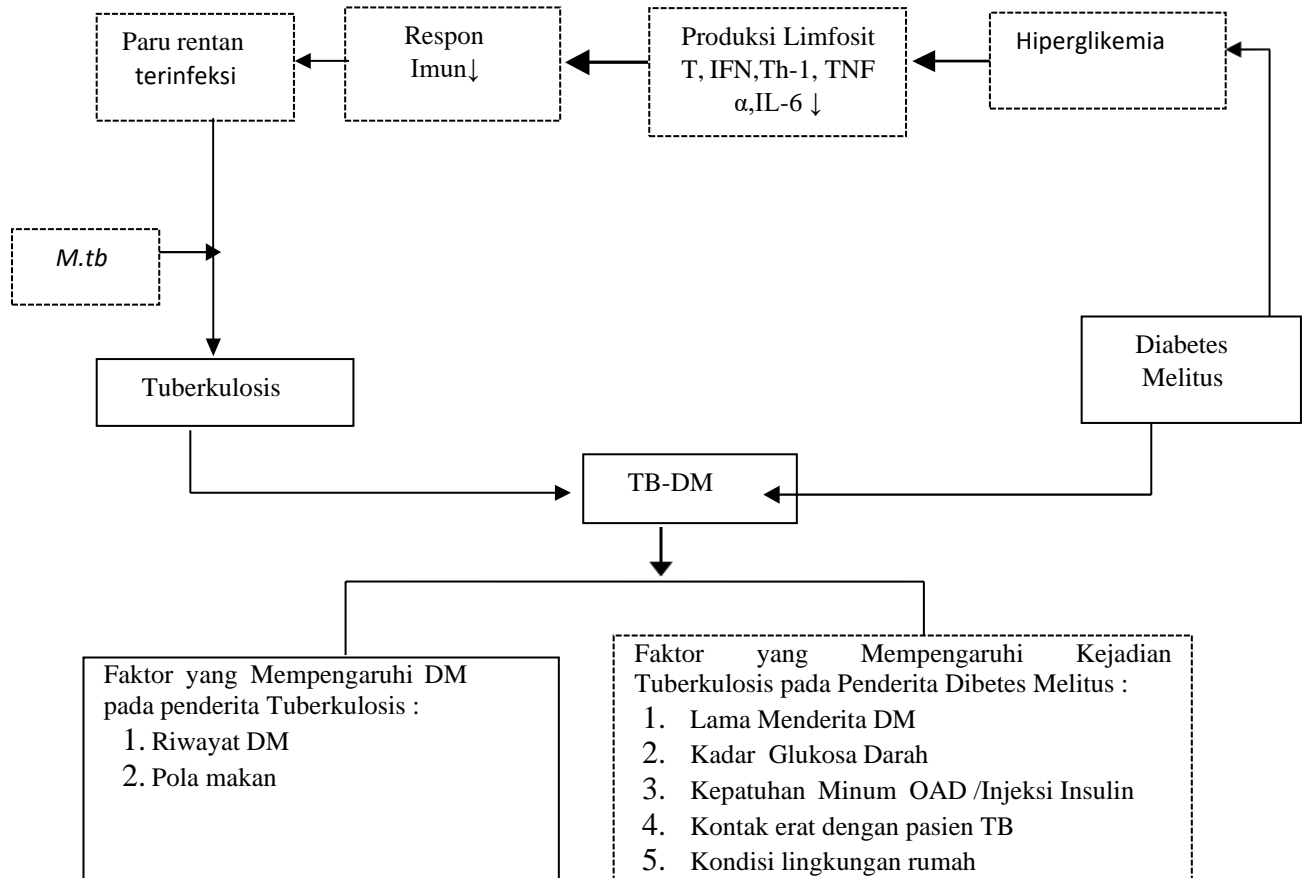 Paru rentan
terinfeksi
Respon
Imun↓
Produksi Limfosit
T, IFN,Th-1, TNF
α,IL-6 ↓
Hiperglikemia
M.tb
Tuberkulosis
Diabetes
Melitus
TB-DM
Faktor yang Mempengaruhi DM
pada penderita Tuberkulosis :
1. Riwayat DM
2. Pola makan
Faktor yang Mempengaruhi Kejadian
Tuberkulosis pada Penderita Dibetes Melitus :
1. Lama Menderita DM
2. Kadar Glukosa Darah
3. Kepatuhan Minum OAD /Injeksi Insulin
4. Kontak erat dengan pasien TB
5. Kondisi lingkungan rumah